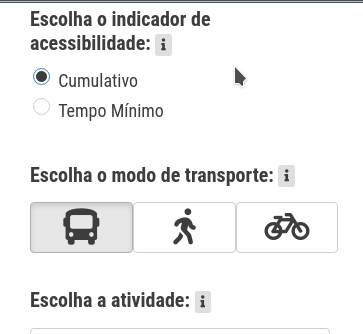 Escolha o indicador de
acessibilidade: i
Cumulativo
Tempo Mínimo
Escolha o modo de transporte: i
Escolha a atividade: i